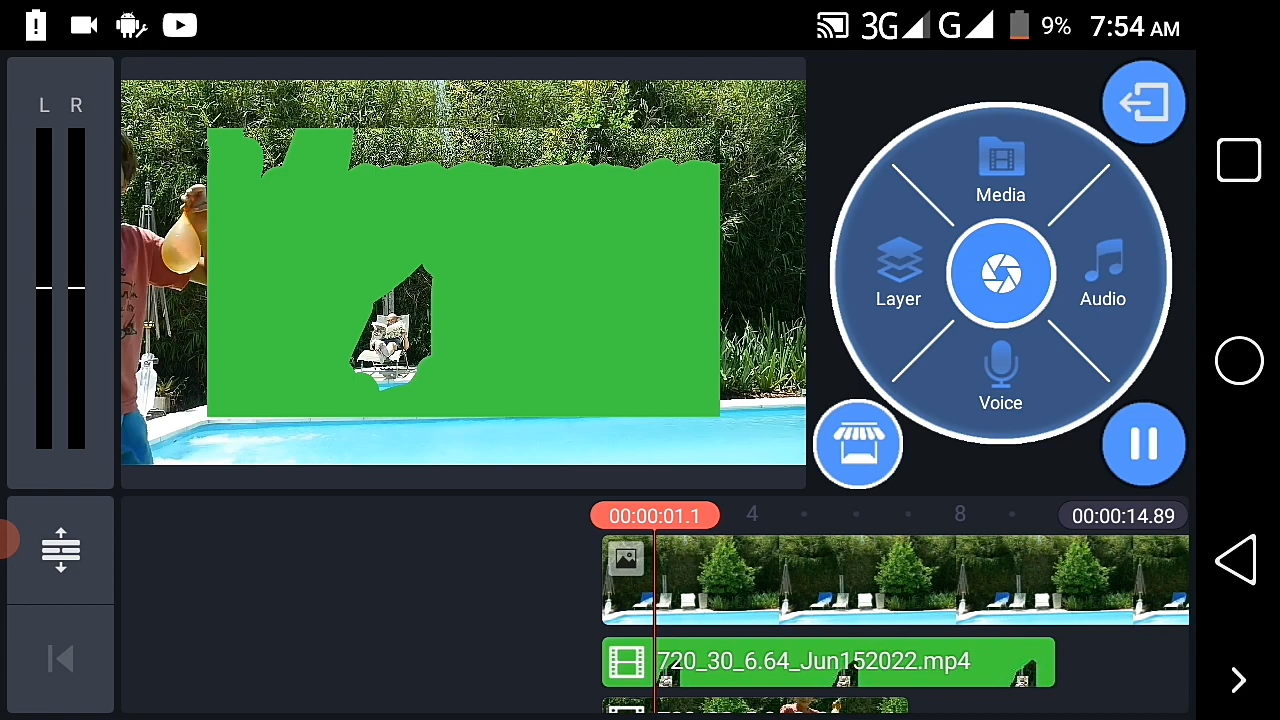 3G G 9% 7:54 AM
L R
Media
Layer
Audio
Voice
00:00:01.1 4 8 00:00:14.89
720_30_6.64_Jun152022.mp4